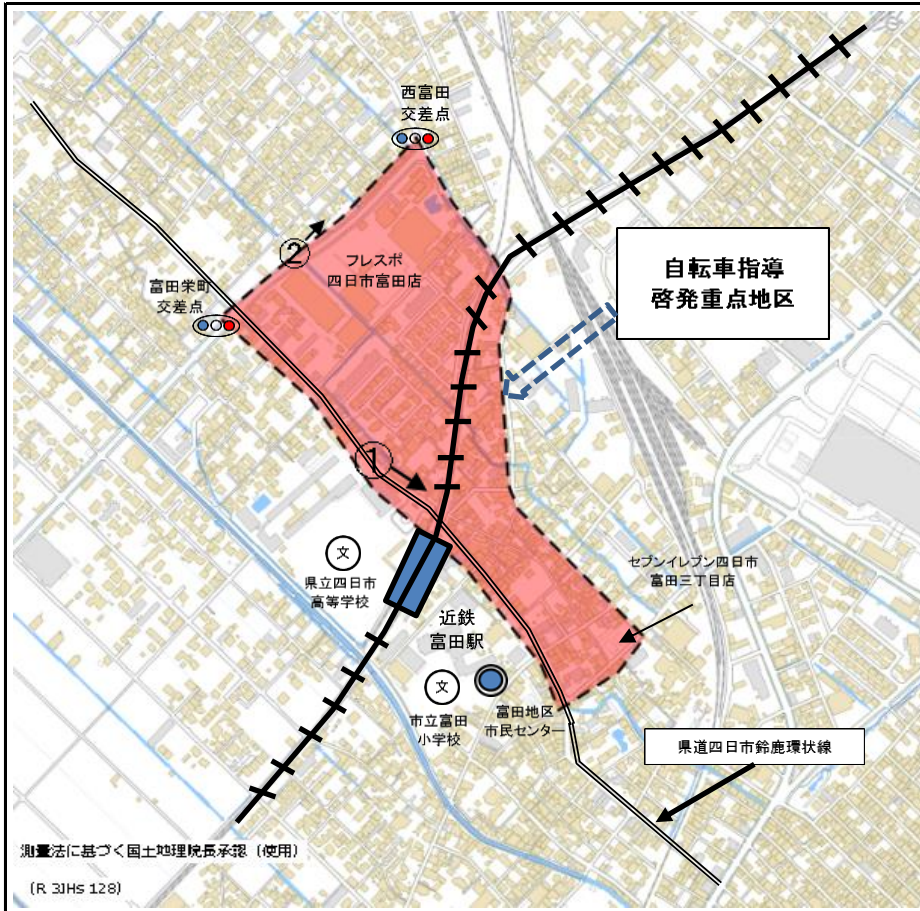 西富田
交差点
②
フレスポ
四日市富田店
自転車指導
啓発重点地区
富田栄町
交差点
①
セブンイレブン四日市
富田三丁目店
文
県立四日市
高等学校
近鉄
富田駅
文
市立富田
小学校
富田地区
市民センター
県道四日市鈴鹿環状線
測量法に基づく国土地理院長承認（使用）
（R 3JHs 128）